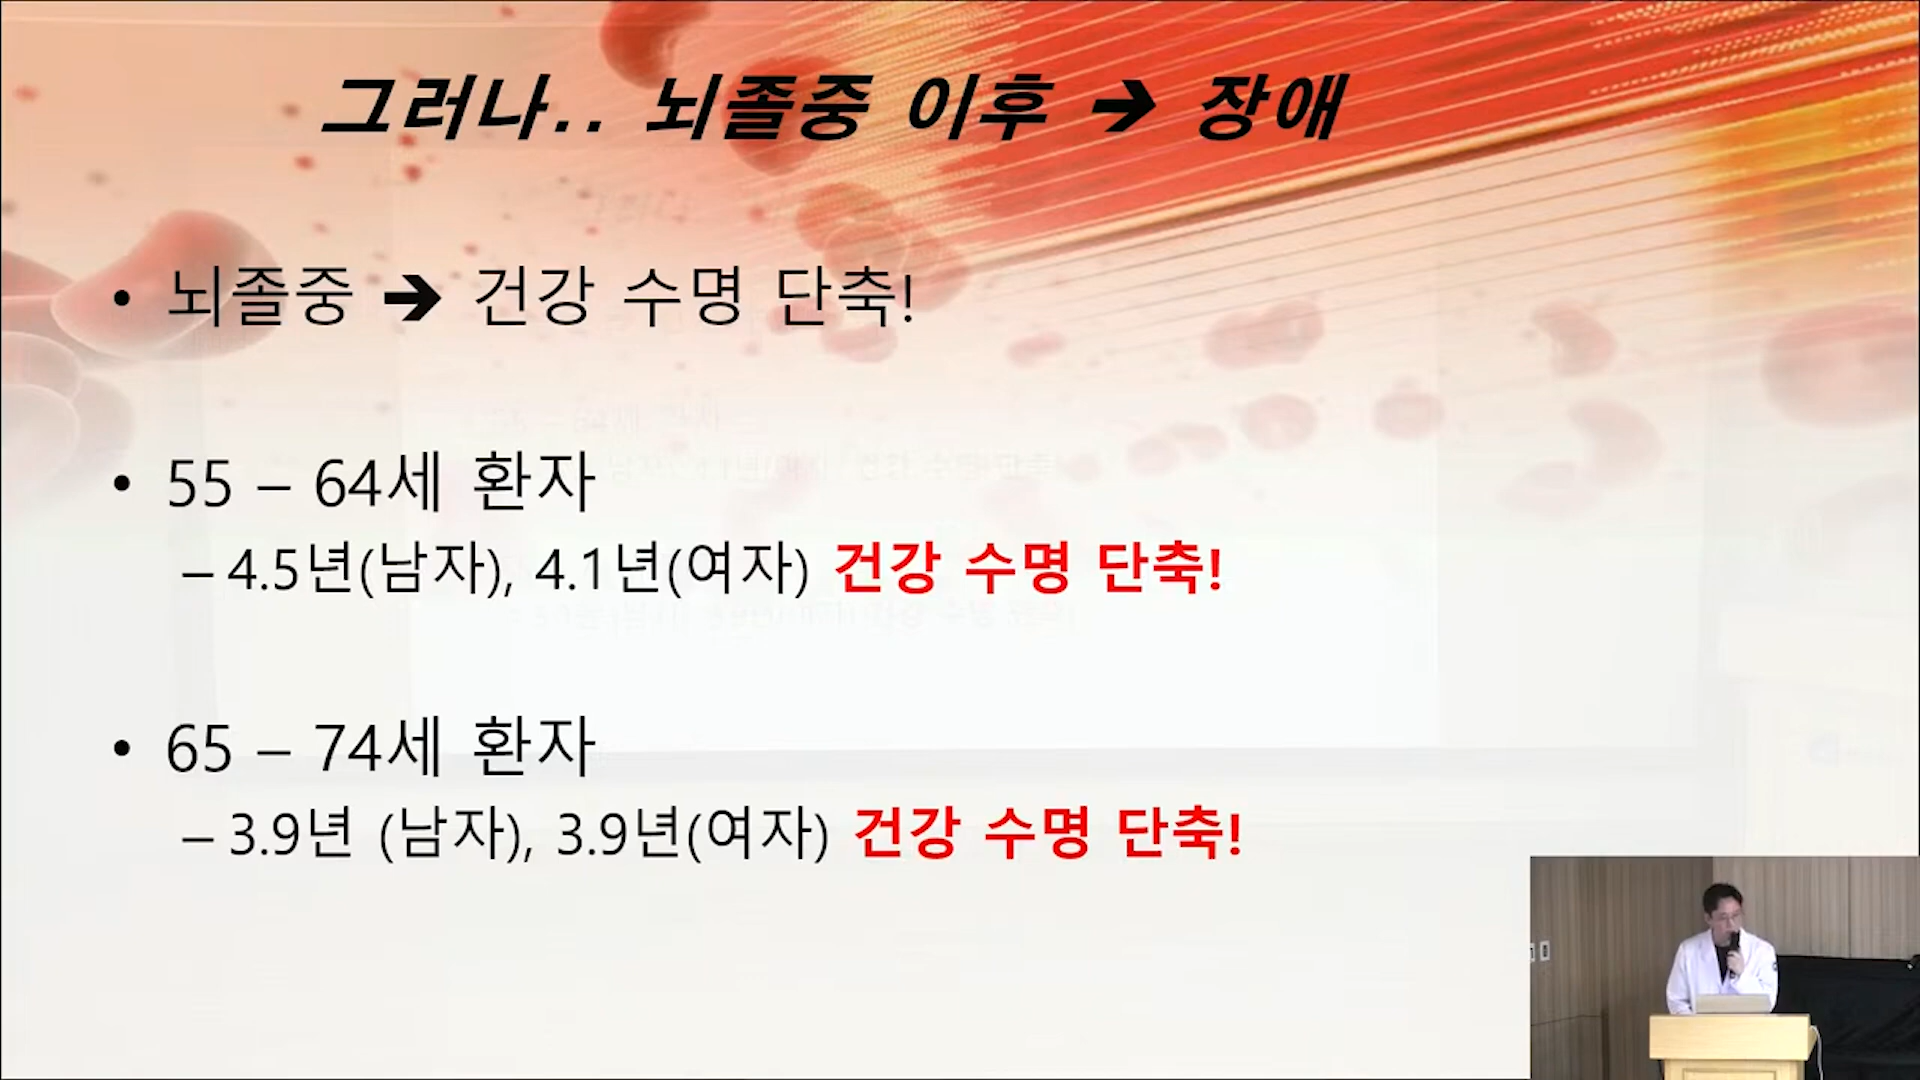 그러나.. 뇌졸중 이후 → 장애
• 뇌졸중 → 건강 수명 단축!
• 55 – 64세 환자
– 4.5년(남자), 4.1년(여자) 건강 수명 단축!
• 65 – 74세 환자
– 3.9년 (남자), 3.9년(여자) 건강 수명 단축!